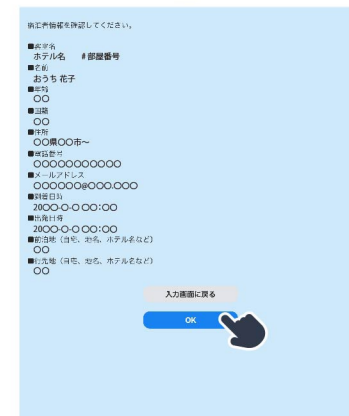 宿泊者情報を確認してください。
■客室名
ホテル名 #部屋番号
■名前
おうち 花子
■年齢
〇〇
■国籍
〇〇
■住所
〇〇県〇〇市~
■電話番号
〇〇〇〇〇〇〇〇〇〇〇
■メールアドレス
〇〇〇〇〇〇@〇〇〇.〇〇〇
■到着日時
20〇〇-〇-〇 〇〇:〇〇
■出発日時
20〇〇-〇-〇 〇〇:〇〇
■前泊地(自宅、地名、ホテル名など)
〇〇
■行先地(自宅、地名、ホテル名など)
〇〇
入力画面に戻る
OK